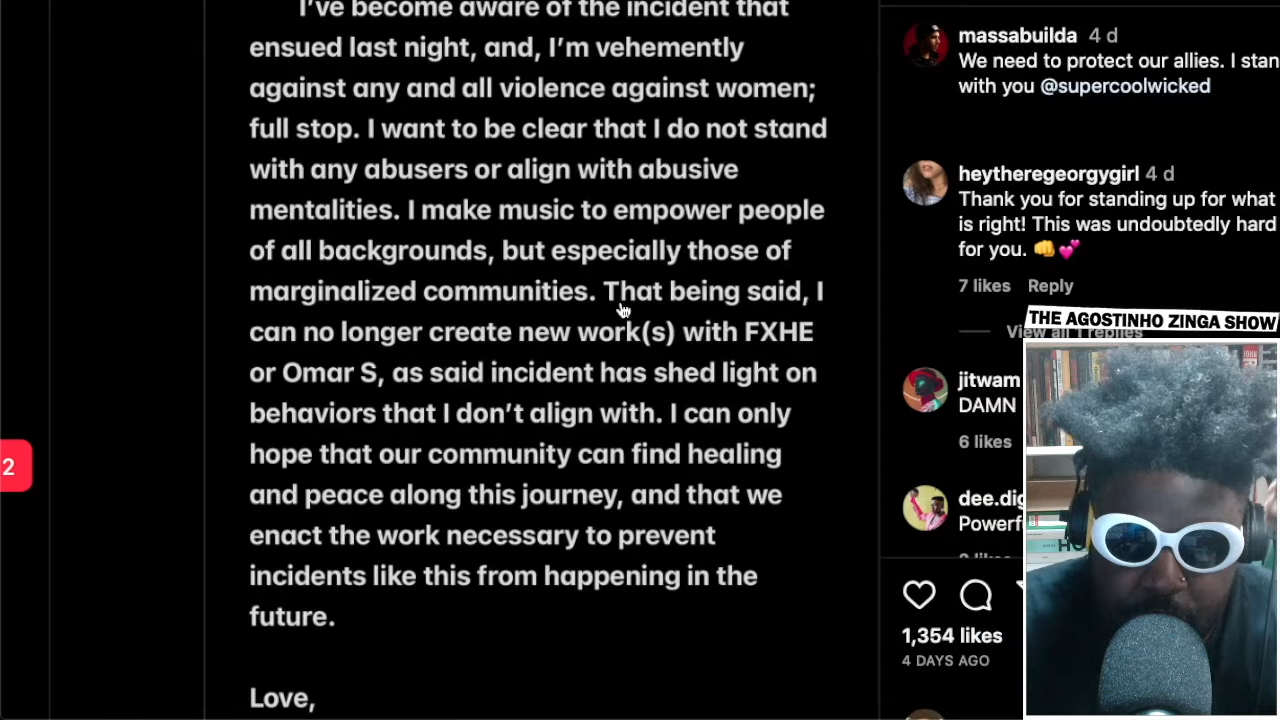 I've become aware of the incident that
ensued last night, and, I'm vehemently
against any and all violence against women;
full stop. I want to be clear that I do not stand
with any abusers or align with abusive
mentalities. I make music to empower people
of all backgrounds, but especially those of
marginalized communities. That being said, I
can no longer create new work(s) with FXHE
or Omar S, as said incident has shed light on
behaviors that I don't align with. I can only
hope that our community can find healing
and peace along this journey, and that we
enact the work necessary to prevent
incidents like this from happening in the
future.
Love,
2
massabuilda 4 d
We need to protect our allies. I stan
with you @supercoolwicked
heytheregeorgygirl 4 d
Thank you for standing up for what
is right! This was undoubtedly hard
for you. 👊💕
7 likes Reply
View all 1 replies
THE AGOSTINHO ZINGA SHOW
jitwam
DAMN
6 likes
dee.dig
Powerf
1,354 likes
4 DAYS AGO